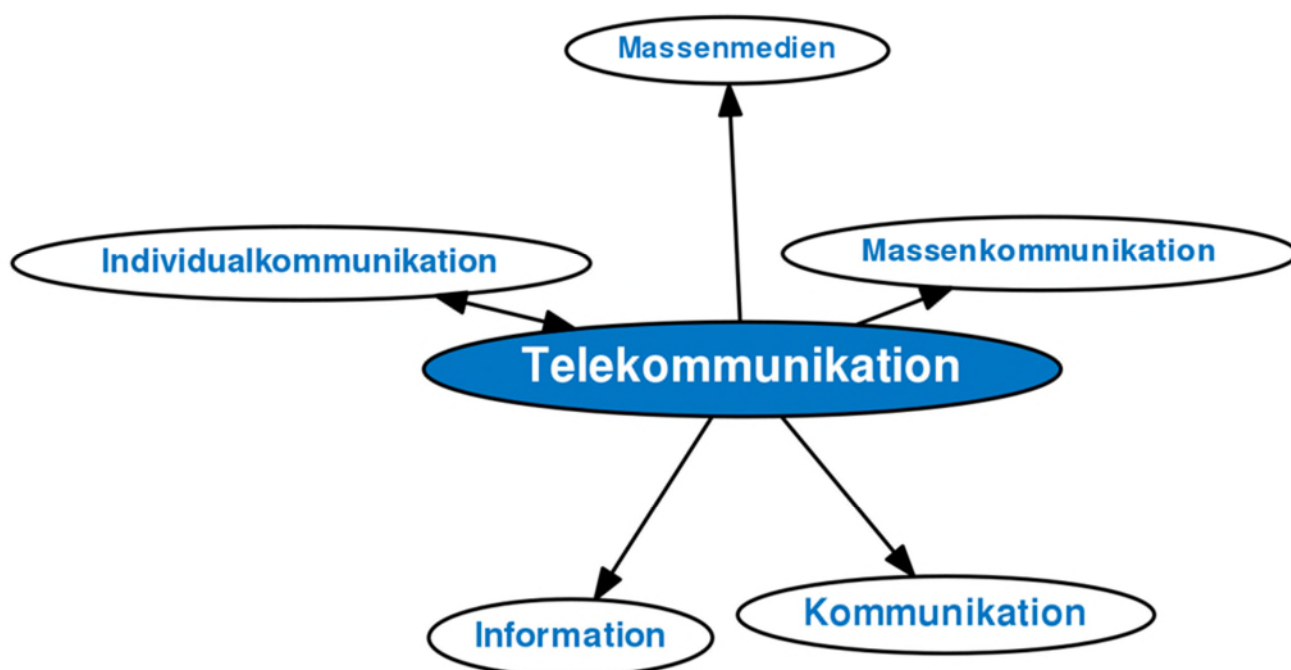 Massenmedien
Individualkommunikation
Massenkommunikation
Telekommunikation
Information
Kommunikation